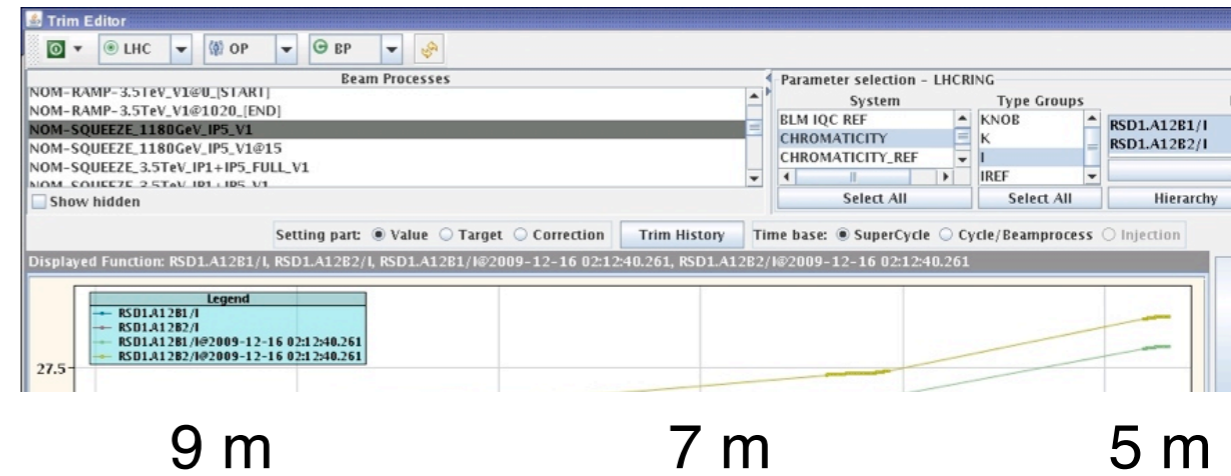 Trim Editor
LHC OP BP
Beam Processes
NOM-RAMP-3.5TeV_V1@0_[START]
NOM-RAMP-3.5TeV_V1@1020_[END]
NOM-SQUEEZE_1180GeV_IP5_V1
NOM-SQUEEZE_1180GeV_IP5_V1@15
NOM-SQUEEZE_3.5TeV_IP1+IP5_FULL_V1
NOM-SQUEEZE_3.5TeV_IP1+IP5_V1
Show hidden
Parameter selection - LHCRING
System
BLM IQC REF
CHROMATICITY
CHROMATICITY_REF
Select All
Type Groups
KNOB
K
I
IREF
Select All
RSD1.A12B1/I
RSD1.A12B2/I
Hierarchy
Setting part: Value Target Correction Trim History Time base: SuperCycle Cycle/Beamprocess Injection
Displayed Function: RSD1.A12B1/I, RSD1.A12B2/I, RSD1.A12B1/I@2009-12-16 02:12:40.261, RSD1.A12B2/I@2009-12-16 02:12:40.261
Legend
RSD1.A12B1/I
RSD1.A12B2/I
RSD1.A12B1/I@2009-12-16 02:12:40.261
RSD1.A12B2/I@2009-12-16 02:12:40.261
27.5
9 m 7 m 5 m